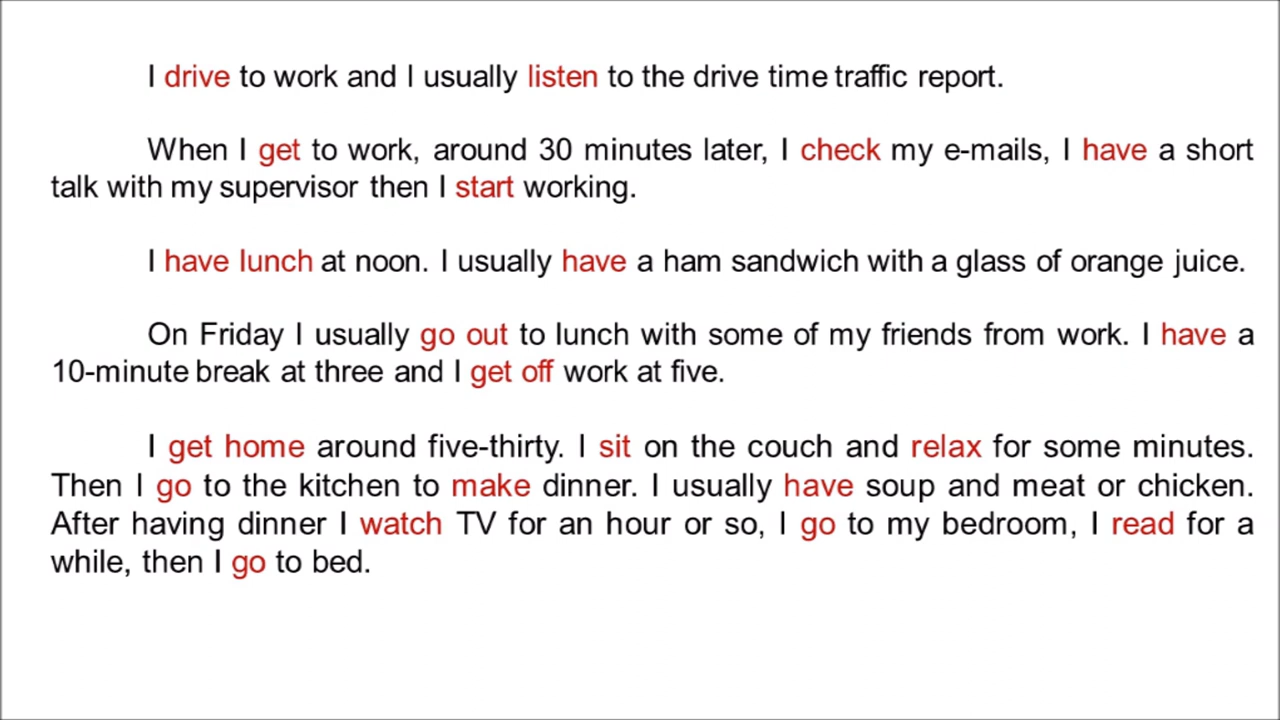 I drive to work and I usually listen to the drive time traffic report.
When I get to work, around 30 minutes later, I check my e-mails, I have a short
talk with my supervisor then I start working.
I have lunch at noon. I usually have a ham sandwich with a glass of orange juice.
On Friday I usually go out to lunch with some of my friends from work. I have a
10-minute break at three and I get off work at five.
I get home around five-thirty. I sit on the couch and relax for some minutes.
Then I go to the kitchen to make dinner. I usually have soup and meat or chicken.
After having dinner I watch TV for an hour or so, I go to my bedroom, I read for a
while, then I go to bed.